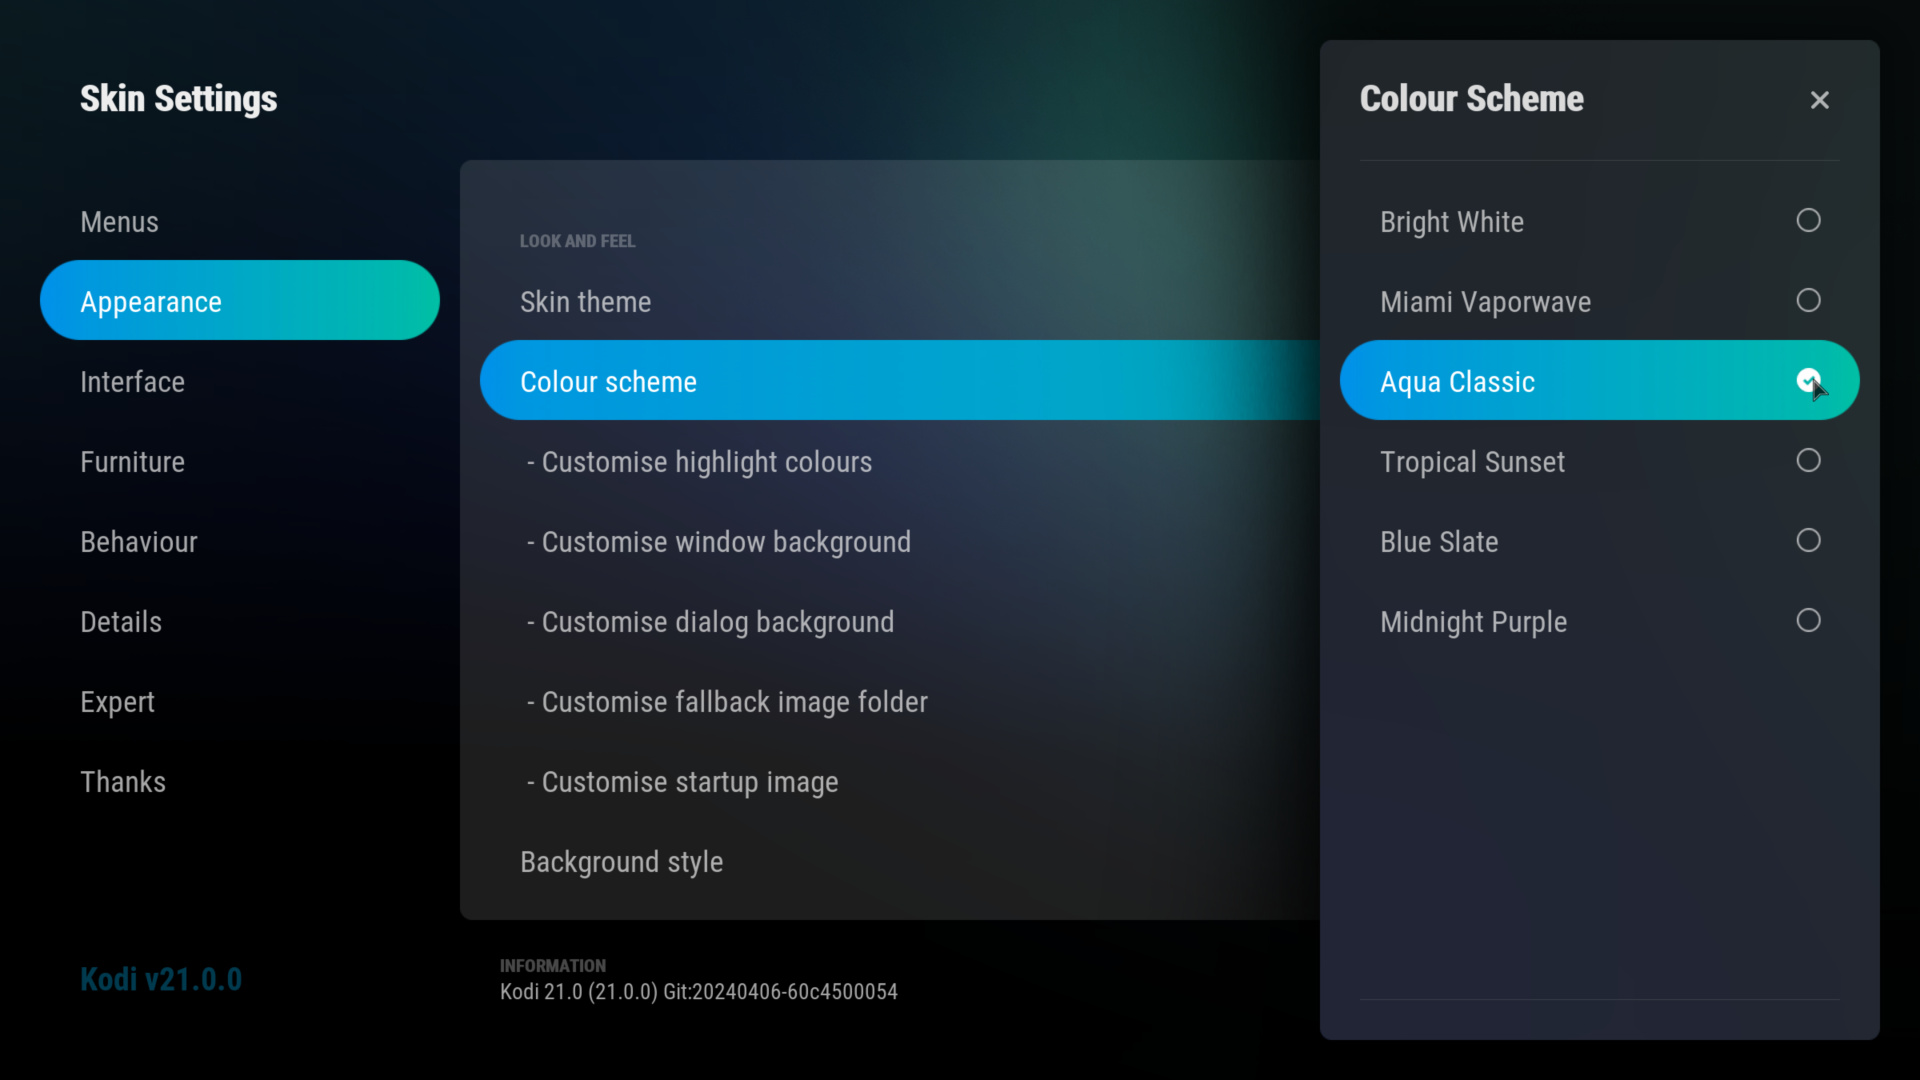 Skin Settings
Menus
Appearance
Interface
Furniture
Behaviour
Details
Expert
Thanks
Kodi v21.0.0
LOOK AND FEEL
Skin theme
Colour scheme
- Customise highlight colours
- Customise window background
- Customise dialog background
- Customise fallback image folder
- Customise startup image
Background style
INFORMATION
Kodi 21.0 (21.0.0) Git:20240406-60c4500054
Colour Scheme
Bright White
Miami Vaporwave
Aqua Classic
Tropical Sunset
Blue Slate
Midnight Purple